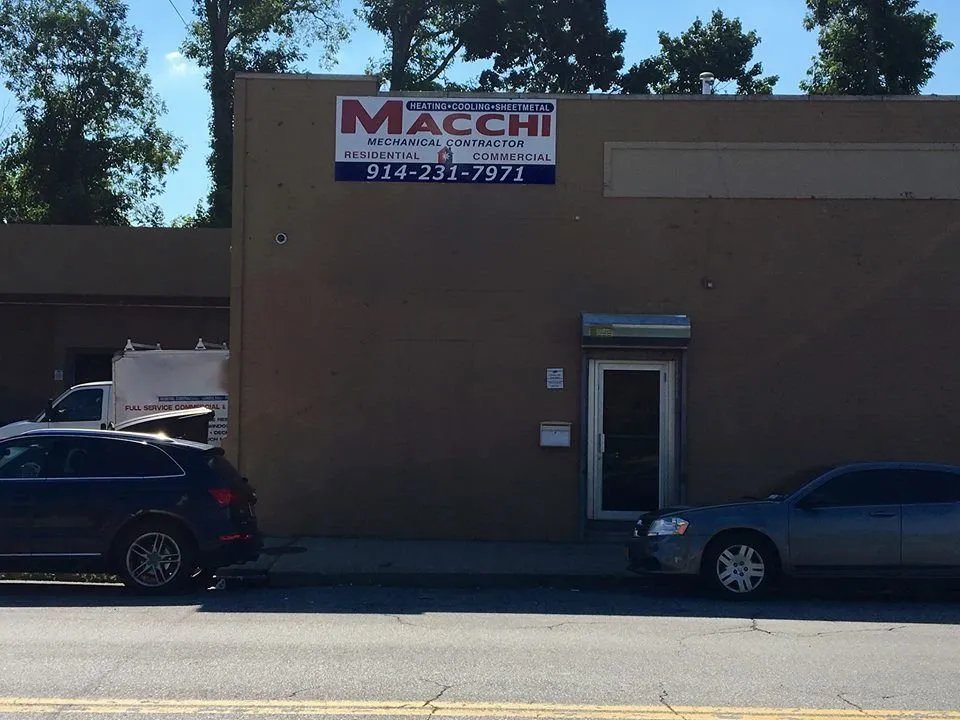 HEATING•COOLING•SHEETMETAL
MACCHI
MECHANICAL CONTRACTOR
RESIDENTIAL COMMERCIAL
914-231-7971
FULL SERVICE COMMERCIAL &